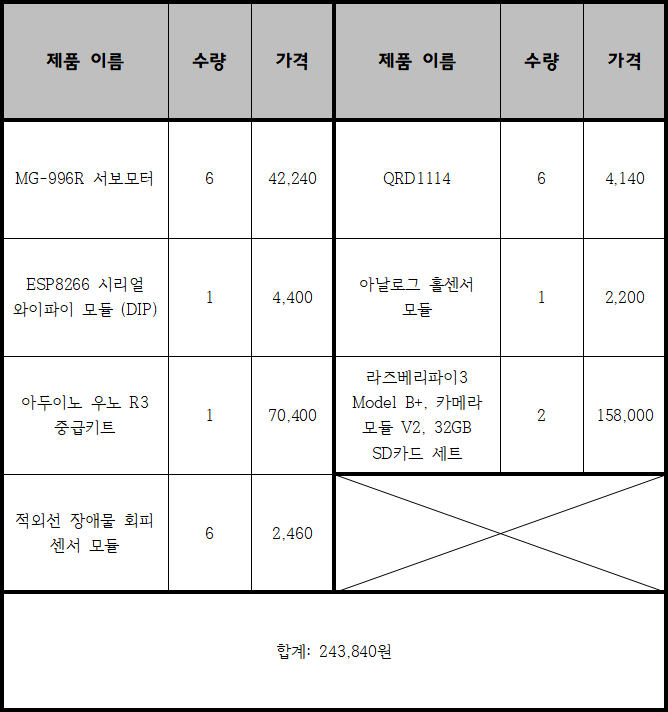 제품 이름 수량 가격 제품 이름 수량 가격
MG-996R 서보모터 6 42,240 QRD1114 6 4,140
ESP8266 시리얼
와이파이 모듈 (DIP) 1 4,400 아날로그 홀센서
모듈 1 2,200
아두이노 우노 R3
중급키트 1 70,400 라즈베리파이3
Model B+, 카메라
모듈 V2, 32GB
SD카드 세트 2 158,000
적외선 장애물 회피
센서 모듈 6 2,460
합계: 243,840원